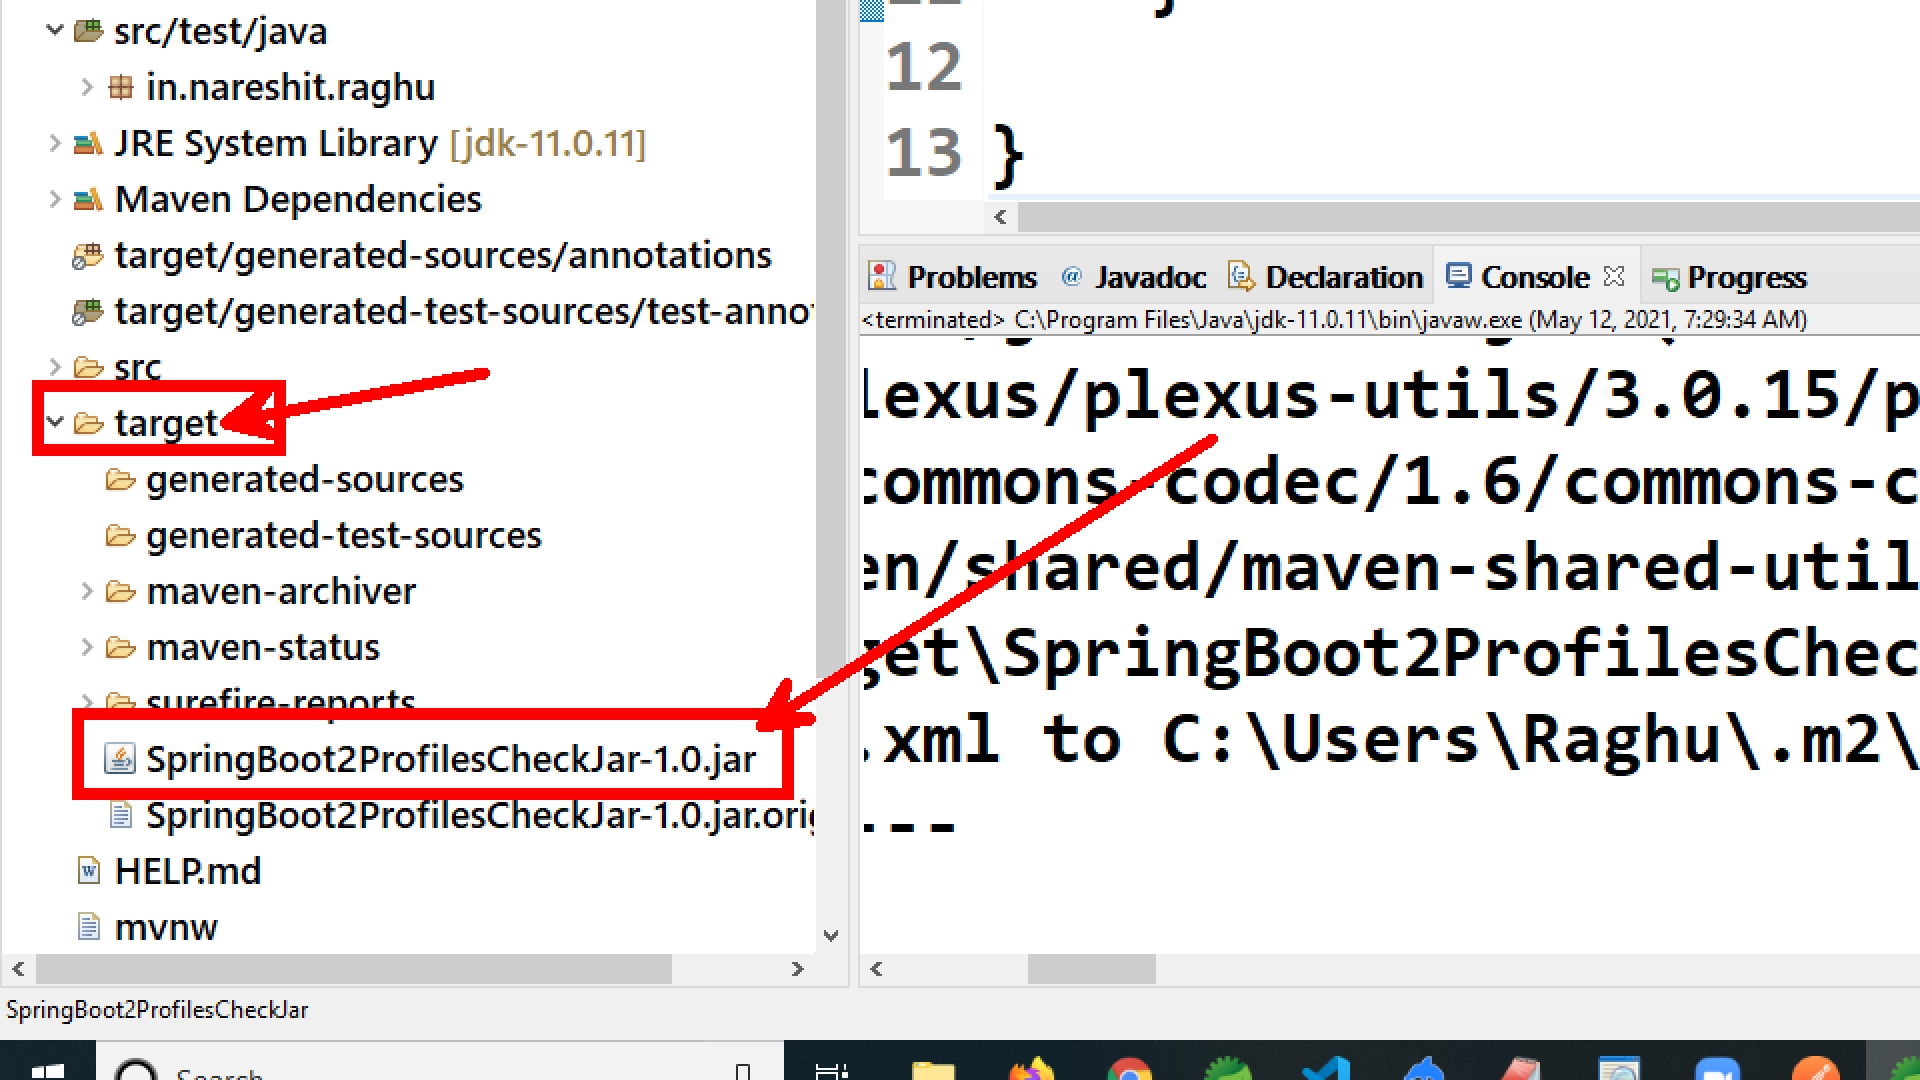 src/test/java
in.nareshit.raghu
JRE System Library [jdk-11.0.11]
Maven Dependencies
target/generated-sources/annotations
target/generated-test-sources/test-anno
src
target
generated-sources
generated-test-sources
maven-archiver
maven-status
surefire-reports
SpringBoot2ProfilesCheckJar-1.0.jar
SpringBoot2ProfilesCheckJar-1.0.jar.orig
HELP.md
mvnw
SpringBoot2ProfilesCheckJar
12
13 }
Problems @ Javadoc Declaration Console Progress
<terminated> C:\Program Files\Java\jdk-11.0.11\bin\javaw.exe (May 12, 2021, 7:29:34 AM)
lexus/plexus-utils/3.0.15/p
commons-codec/1.6/commons-c
en/shared/maven-shared-util
get\SpringBoot2ProfilesChec
.xml to C:\Users\Raghu\.m2\
---
Search